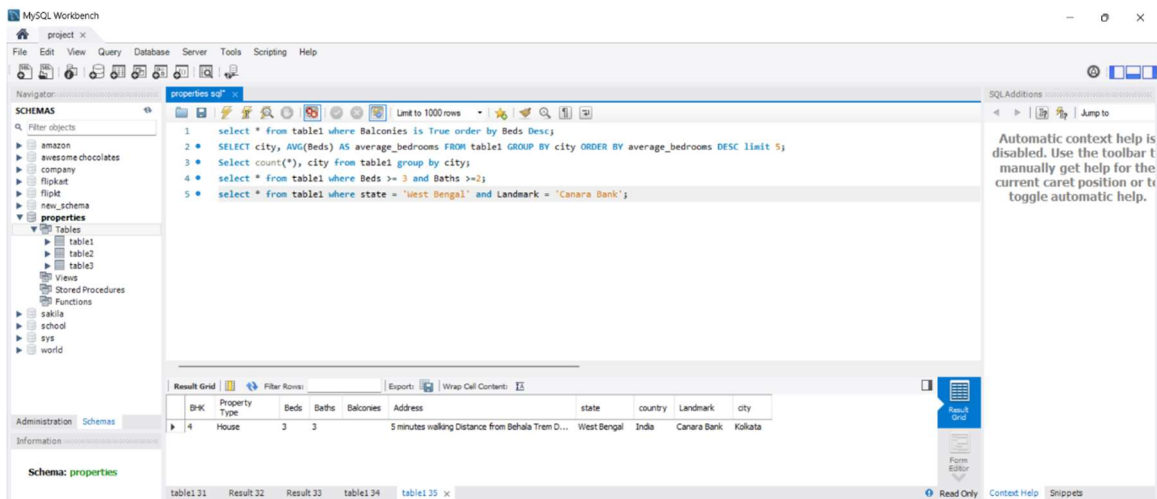 MySQL Workbench
project ×
File Edit View Query Database Server Tools Scripting Help
Navigator
SCHEMAS
Filter objects
amazon
awesome chocolates
company
flipkart
flipkt
new_schema
properties
Tables
table1
table2
table3
Views
Stored Procedures
Functions
sakila
school
sys
world
Administration Schemas
Information
Schema: properties
properties sql* ×
Limit to 1000 rows
1 select * from table1 where Balconies is True order by Beds Desc;
2 SELECT city, AVG(Beds) AS average_bedrooms FROM table1 GROUP BY city ORDER BY average_bedrooms DESC limit 5;
3 Select count(*), city from table1 group by city;
4 select * from table1 where Beds >= 3 and Baths >=2;
5 select * from table1 where state = 'West Bengal' and Landmark = 'Canara Bank';
Result Grid Filter Rows: Export: Wrap Cell Content:
BHK Property Type Beds Baths Balconies Address state country Landmark city
4 House 3 3 5 minutes walking Distance from Behala Trem D... West Bengal India Canara Bank Kolkata
Result Grid
Form Editor
table1 31 Result 32 Result 33 table1 34 table1 35 ×
Read Only
SQLAdditions
Jump to
Automatic context help is
disabled. Use the toolbar t
manually get help for the
current caret position or to
toggle automatic help.
Context Help Snippets